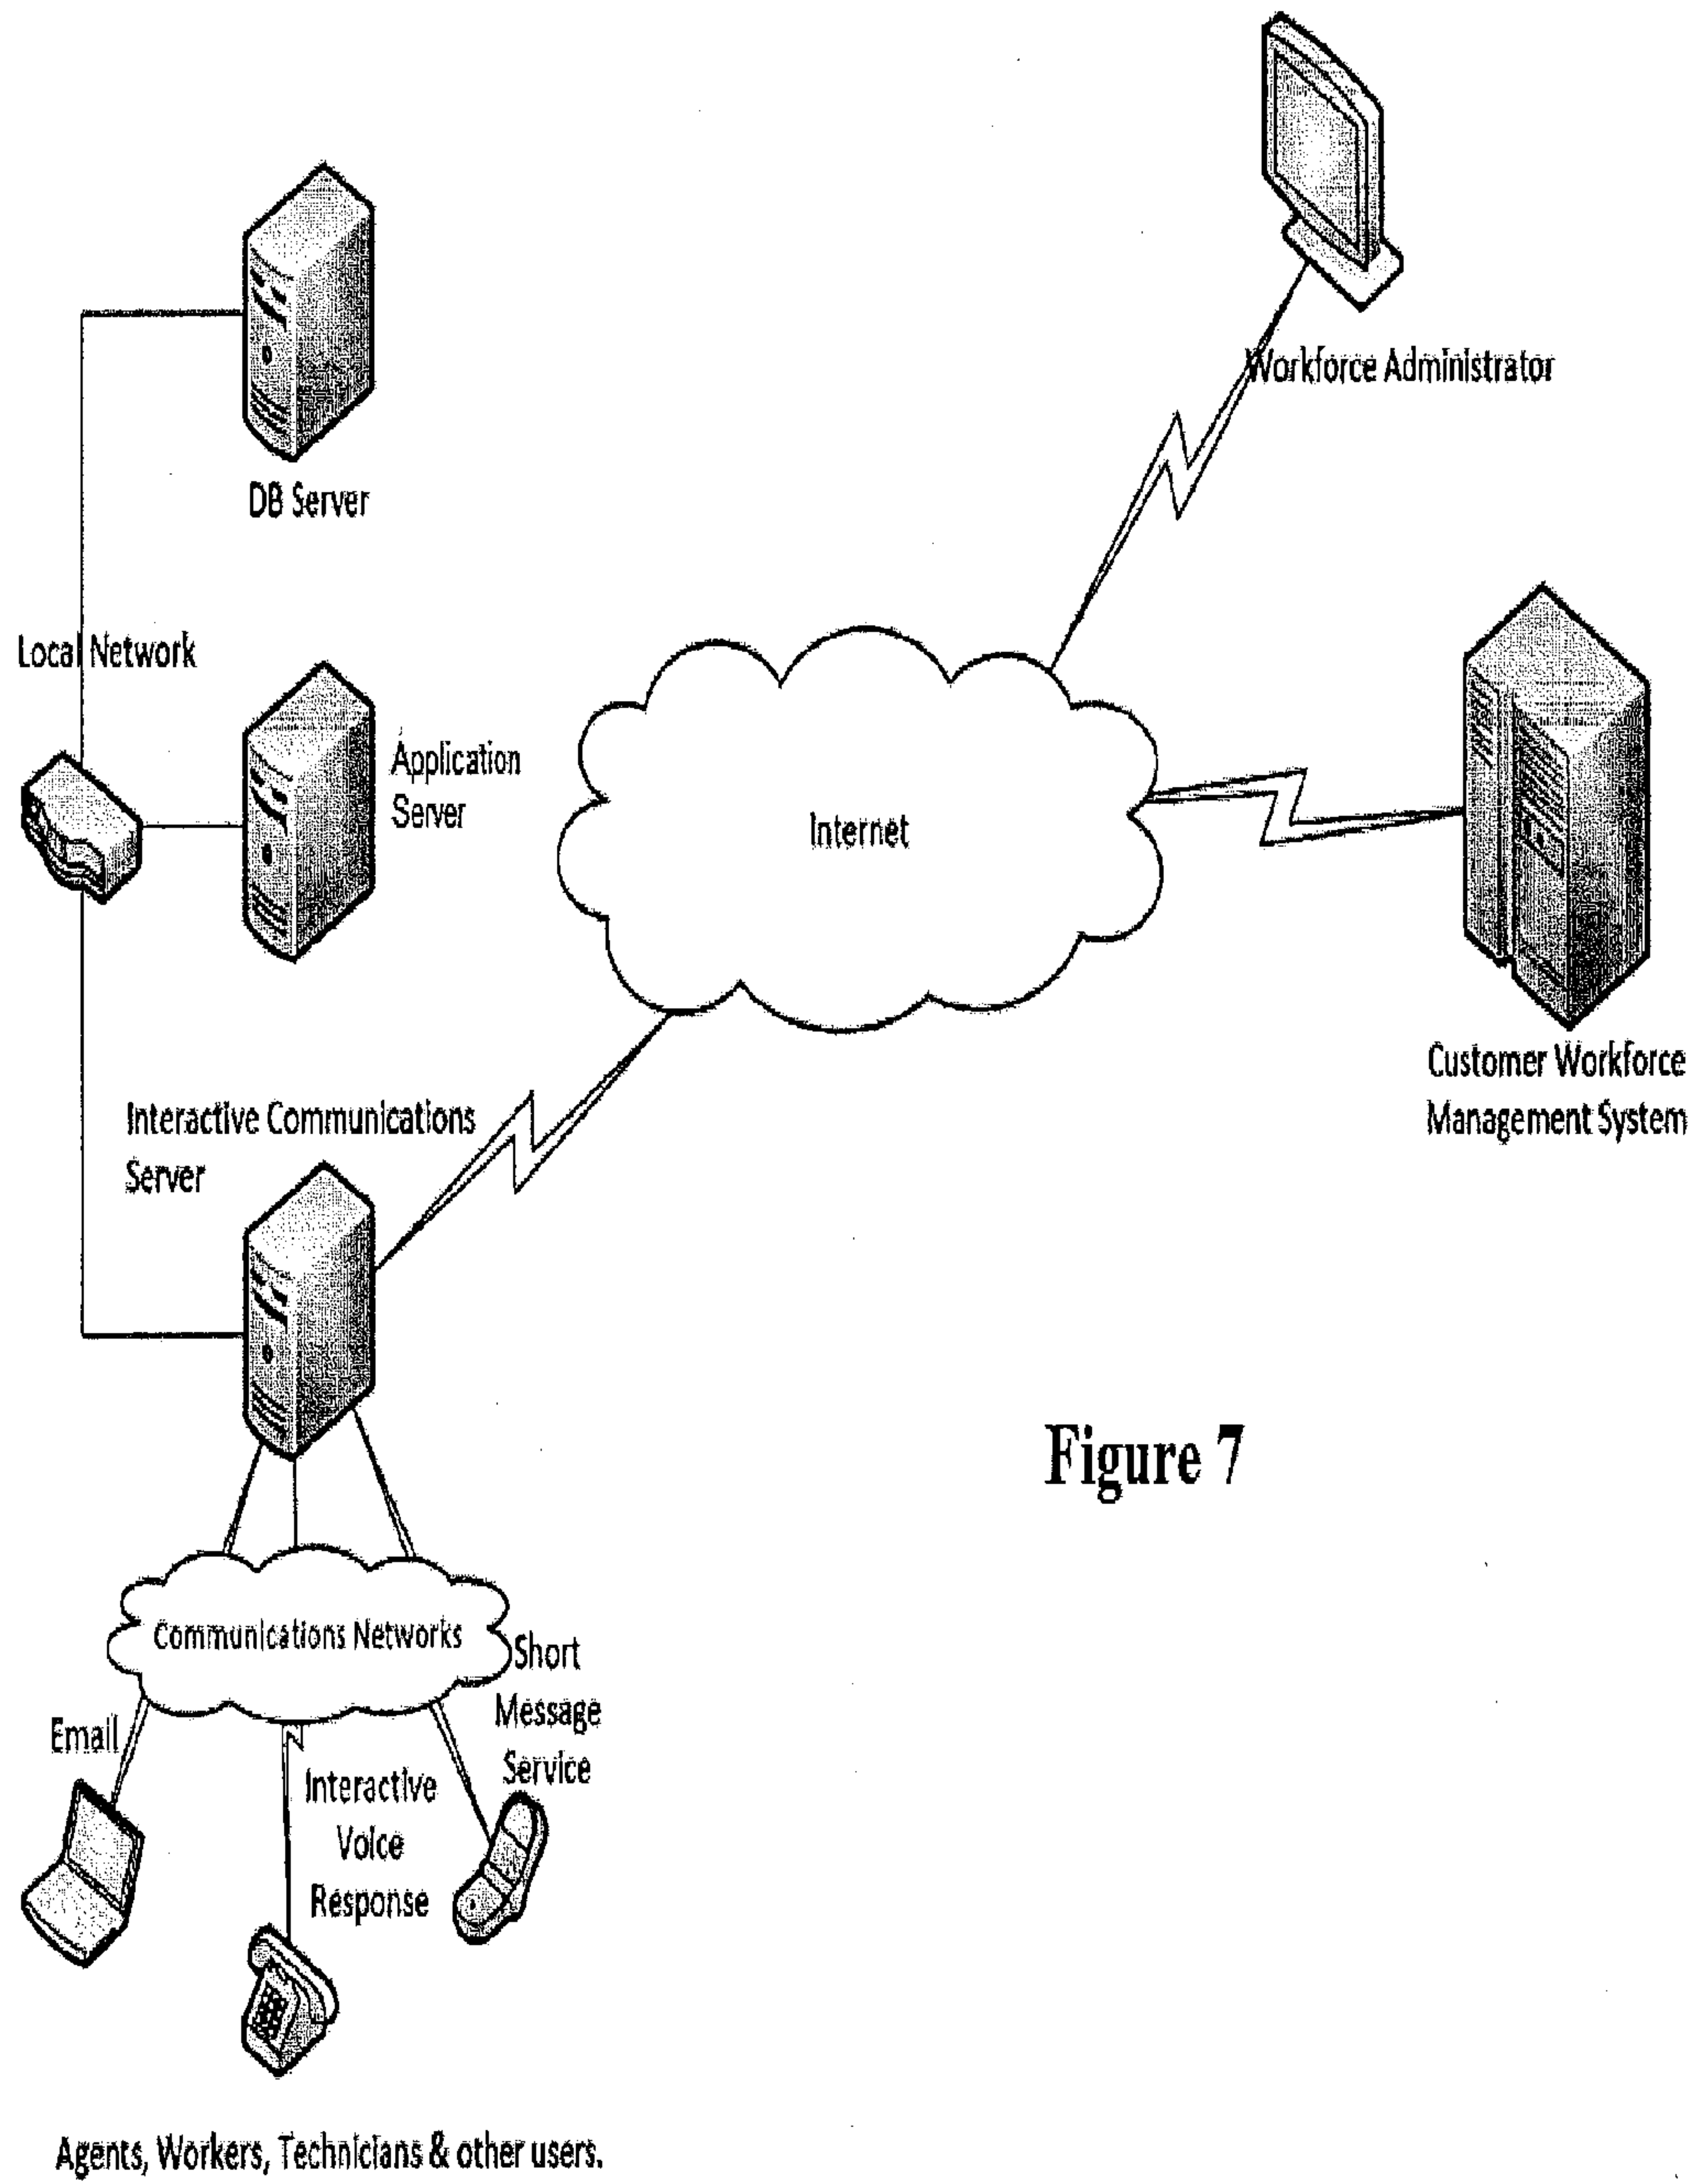 Workforce Administrator
DB Server
Local Network
Application
Server
Internet
Customer Workforce
Management System
Interactive Communications
Server
Figure 7
Communications Networks
Short
Message
Service
Email
Interactive
Voice
Response
Agents, Workers, Technicians & other users.